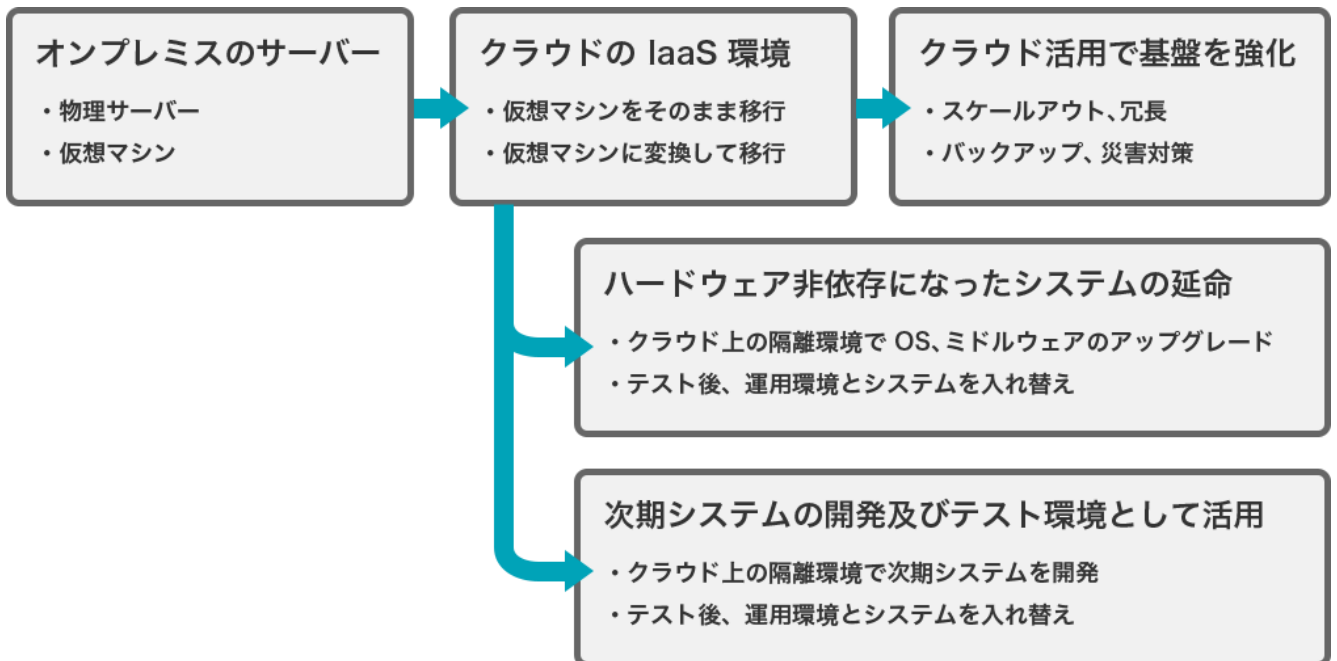 オンプレミスのサーバー
・物理サーバー
・仮想マシン
クラウドの IaaS 環境
・仮想マシンをそのまま移行
・仮想マシンに変換して移行
クラウド活用で基盤を強化
・スケールアウト、冗長
・バックアップ、災害対策
ハードウェア非依存になったシステムの延命
・クラウド上の隔離環境で OS、ミドルウェアのアップグレード
・テスト後、運用環境とシステムを入れ替え
次期システムの開発及びテスト環境として活用
・クラウド上の隔離環境で次期システムを開発
・テスト後、運用環境とシステムを入れ替え